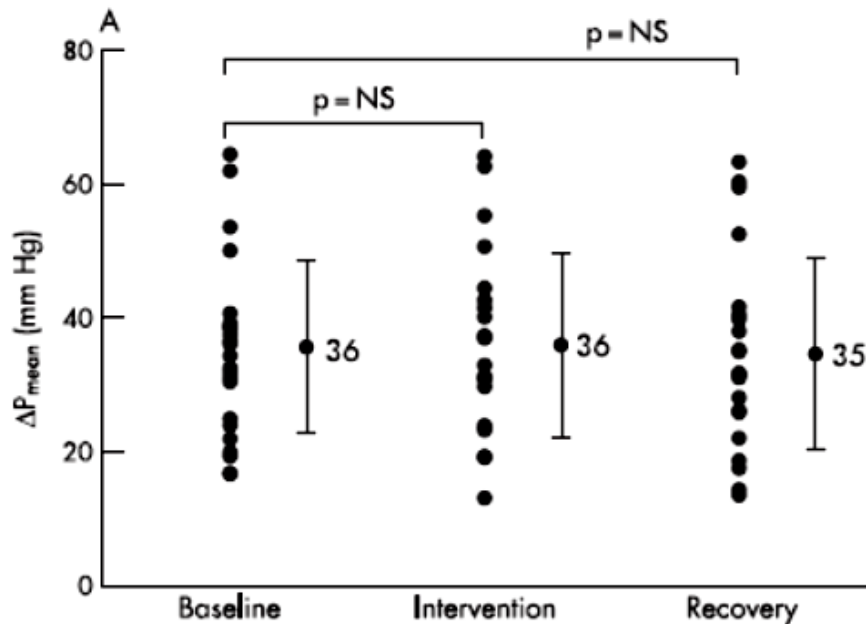 A
80
p = NS
p = NS
60
40
20
0
ΔPmean (mm Hg)
36
36
35
Baseline
Intervention
Recovery